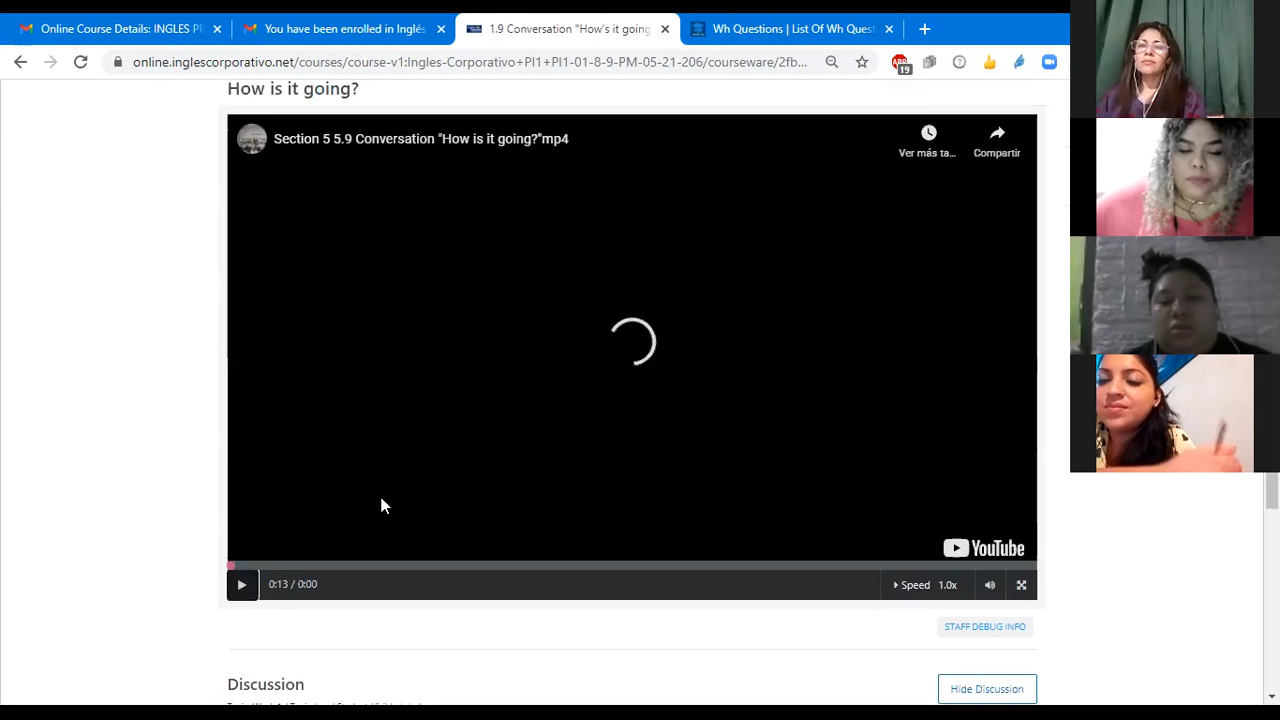 Online Course Details: INGLES PR
You have been enrolled in Inglés
1.9 Conversation "How's it going
Wh Questions | List Of Wh Quest
online.inglescorporativo.net/courses/course-v1:Ingles-Corporativo+PI1+PI1-01-8-9-PM-05-21-206/courseware/2fb...
ABP
19
How is it going?
Section 5 5.9 Conversation "How is it going?"mp4
Ver más ta...
Compartir
YouTube
0:13 / 0:00
Speed 1.0x
STAFF DEBUG INFO
Discussion
Hide Discussion